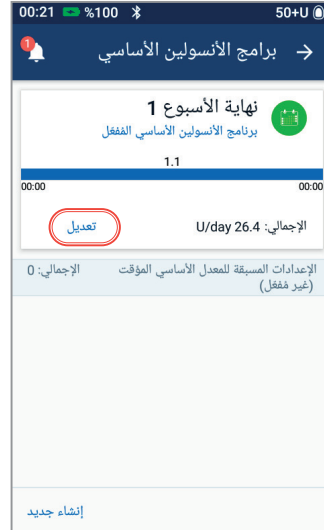 00:21 %100 50+U
برامج الأنسولين الأساسي
1
نهاية الأسبوع 1
برنامج الأنسولين الأساسي المُفعّل
1.1
00:00 00:00
الإجمالي: 26.4 U/day
تعديل
الإعدادات المسبقة للمعدل الأساسي المؤقت (غير مُفعّل)
الإجمالي: 0
إنشاء جديد